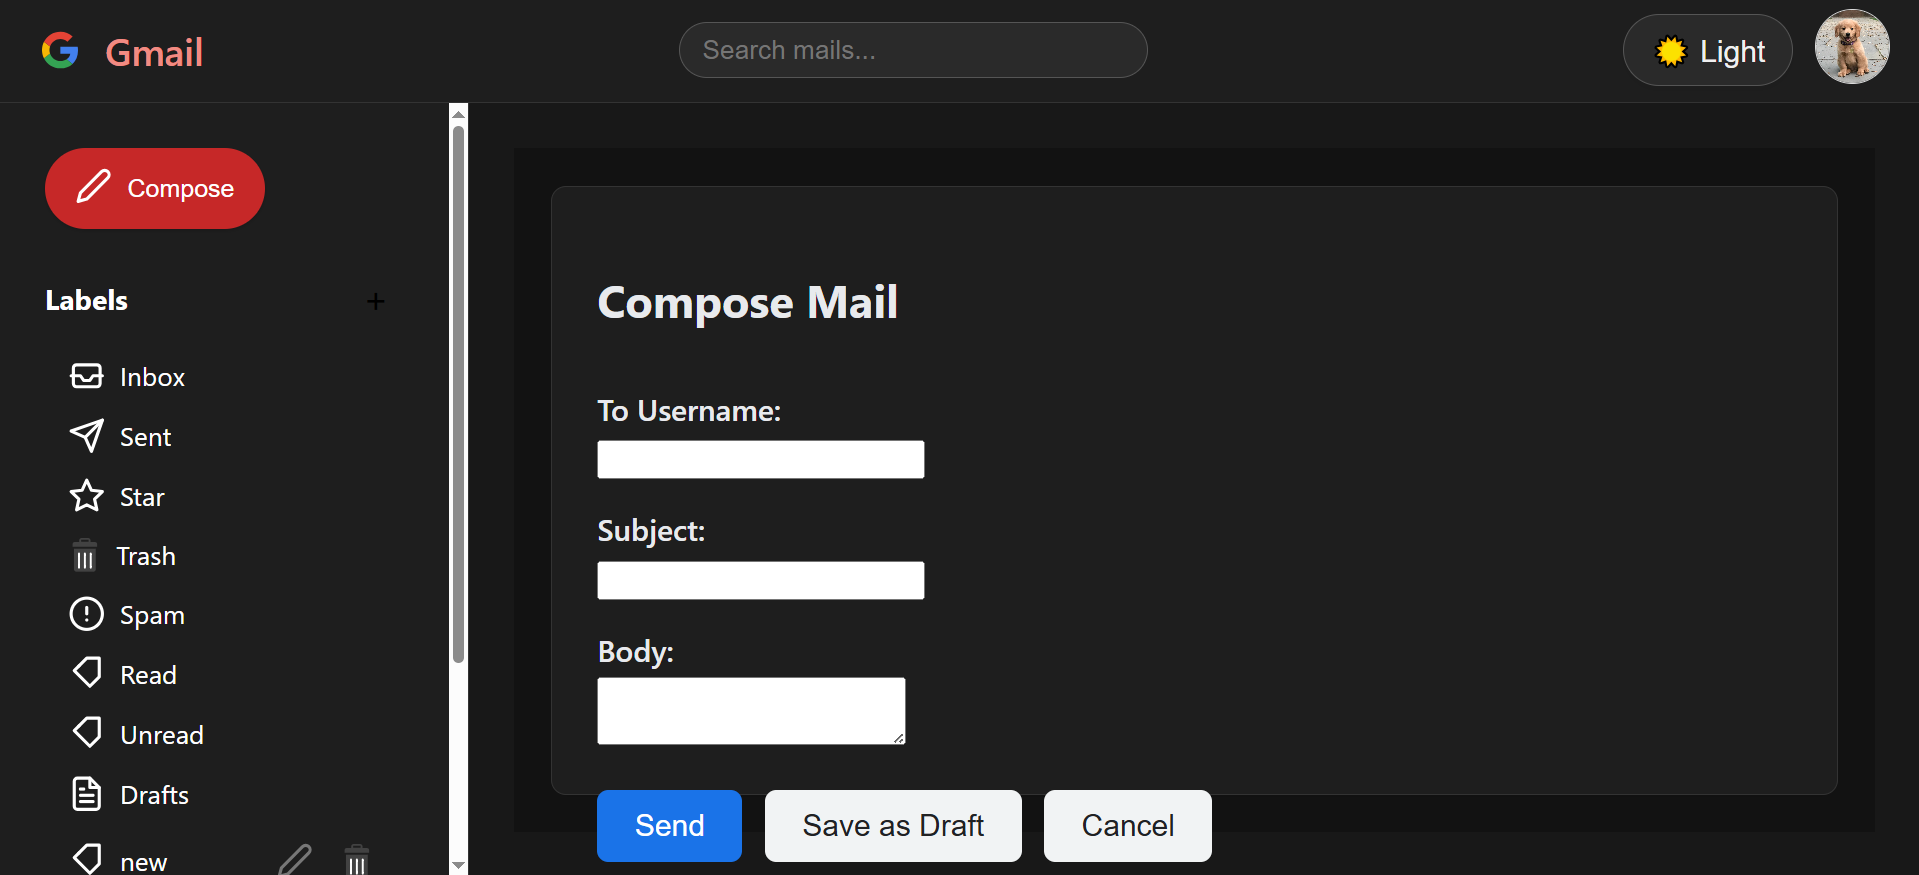 Gmail
Search mails...
Light
Compose
Labels
+
Inbox
Sent
Star
Trash
Spam
Read
Unread
Drafts
new
Compose Mail
To Username:
Subject:
Body:
Send
Save as Draft
Cancel